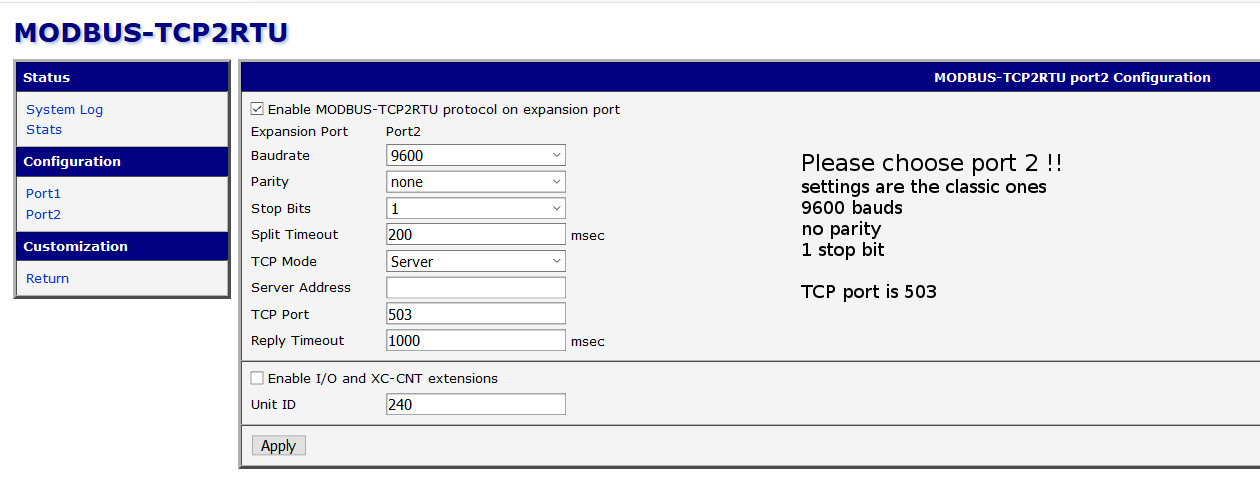 MODBUS-TCP2RTU
Status
System Log
Stats
Configuration
Port1
Port2
Customization
Return
MODBUS-TCP2RTU port2 Configuration
Enable MODBUS-TCP2RTU protocol on expansion port
Expansion Port Port2
Baudrate 9600
Parity none
Stop Bits 1
Split Timeout 200 msec
TCP Mode Server
Server Address
TCP Port 503
Reply Timeout 1000 msec
Enable I/O and XC-CNT extensions
Unit ID 240
Apply
Please choose port 2 !!
settings are the classic ones
9600 bauds
no parity
1 stop bit
TCP port is 503